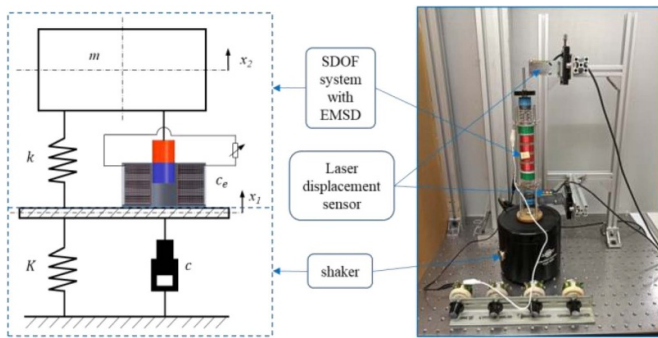 m
x₂
k
cₑ
x₁
K
c
SDOF
system
with
EMSD
Laser
displacement
sensor
shaker